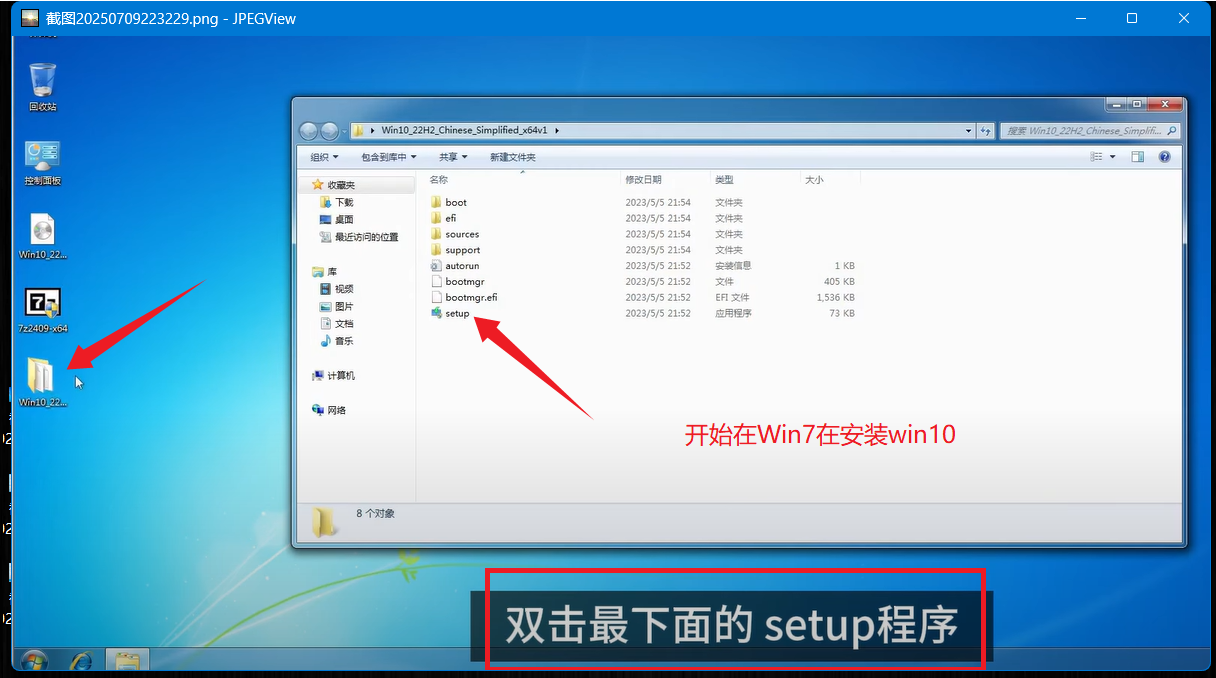 截图20250709223229.png - JPEGView
回收站
控制面板
Win10_22...
7z2409-x64
Win10_22...
Win10_22H2_Chinese_Simplified_x64v1
搜索 Win10_22H2_Chinese_Simplifi...
组织 包含到库中 共享 新建文件夹
收藏夹
下载
桌面
最近访问的位置
库
视频
图片
文档
音乐
计算机
网络
名称 修改日期 类型 大小
boot 2023/5/5 21:54 文件夹
efi 2023/5/5 21:54 文件夹
sources 2023/5/5 21:54 文件夹
support 2023/5/5 21:54 文件夹
autorun 2023/5/5 21:52 安装信息 1 KB
bootmgr 2023/5/5 21:52 文件 405 KB
bootmgr.efi 2023/5/5 21:52 EFI 文件 1,536 KB
setup 2023/5/5 21:52 应用程序 73 KB
开始在Win7在安装win10
8 个对象
双击最下面的 setup程序